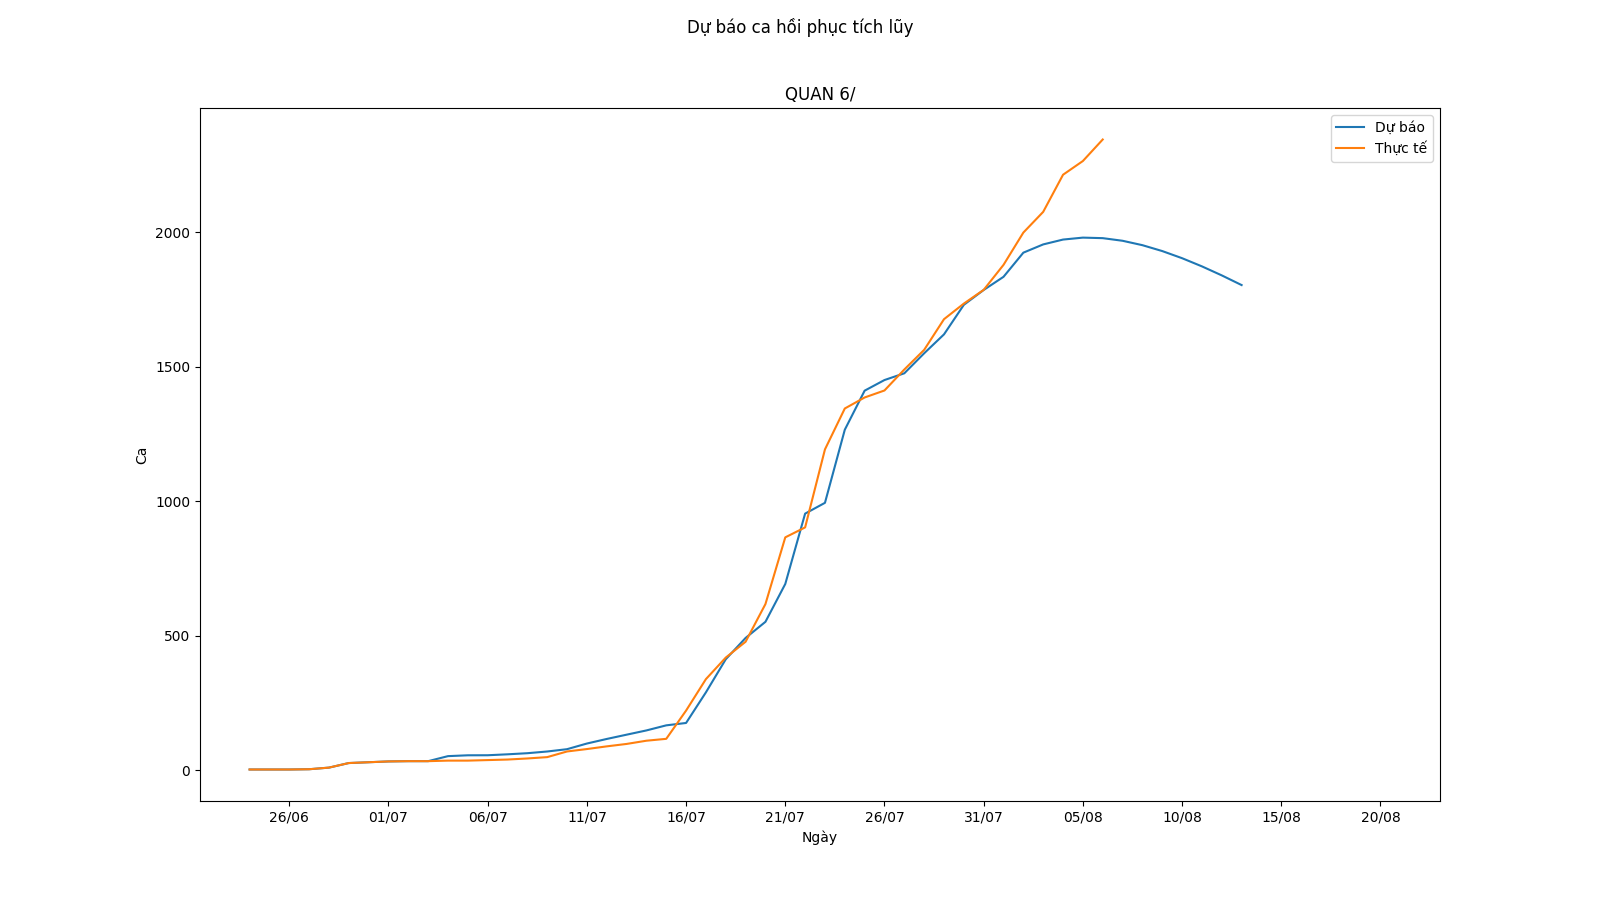 Dự báo ca hồi phục tích lũy
QUAN 6/
Dự báo
Thực tế
2000
1500
1000
500
0
Ca
26/06 01/07 06/07 11/07 16/07 21/07 26/07 31/07 05/08 10/08 15/08 20/08
Ngày